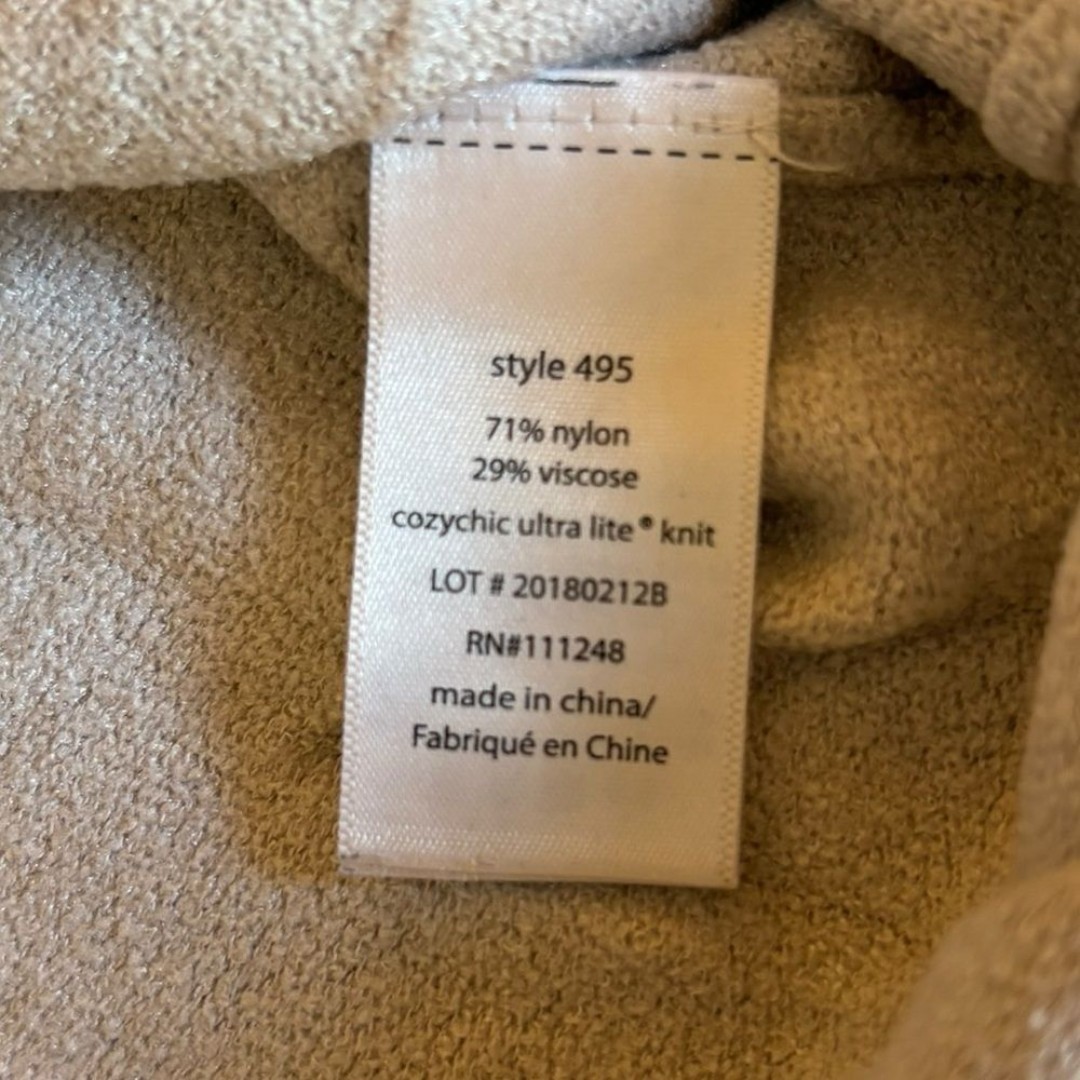 style 495
71% nylon
29% viscose
cozychic ultra lite® knit
LOT # 20180212B
RN#111248
made in china/
Fabriqué en Chine